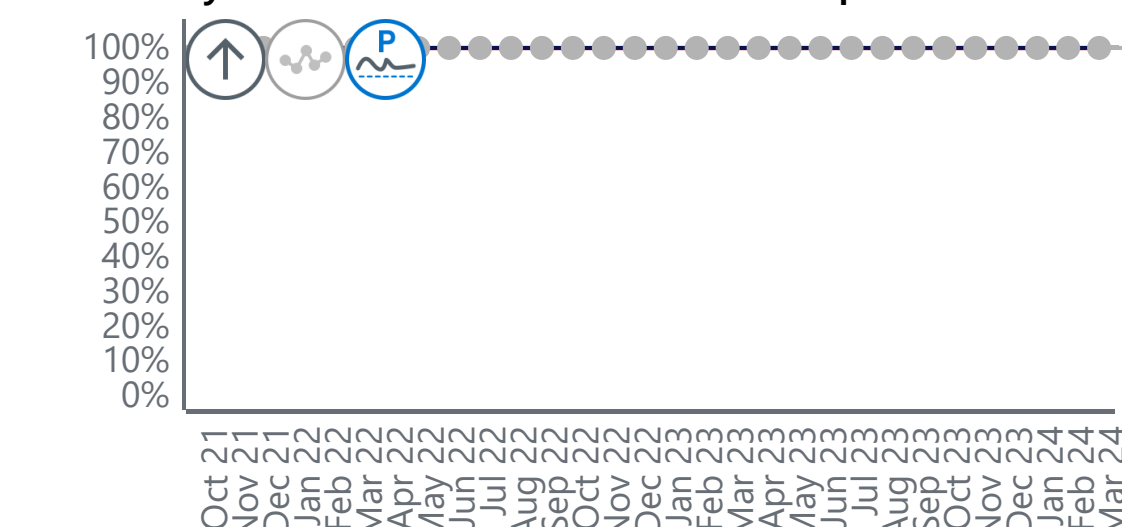 P
100%
90%
80%
70%
60%
50%
40%
30%
20%
10%
0%
Oct 21
Nov 21
Dec 21
Jan 22
Feb 22
Mar 22
Apr 22
May 22
Jun 22
Jul 22
Aug 22
Sep 22
Oct 22
Nov 22
Dec 22
Jan 23
Feb 23
Mar 23
Apr 23
May 23
Jun 23
Jul 23
Aug 23
Sep 23
Oct 23
Nov 23
Dec 23
Jan 24
Feb 24
Mar 24